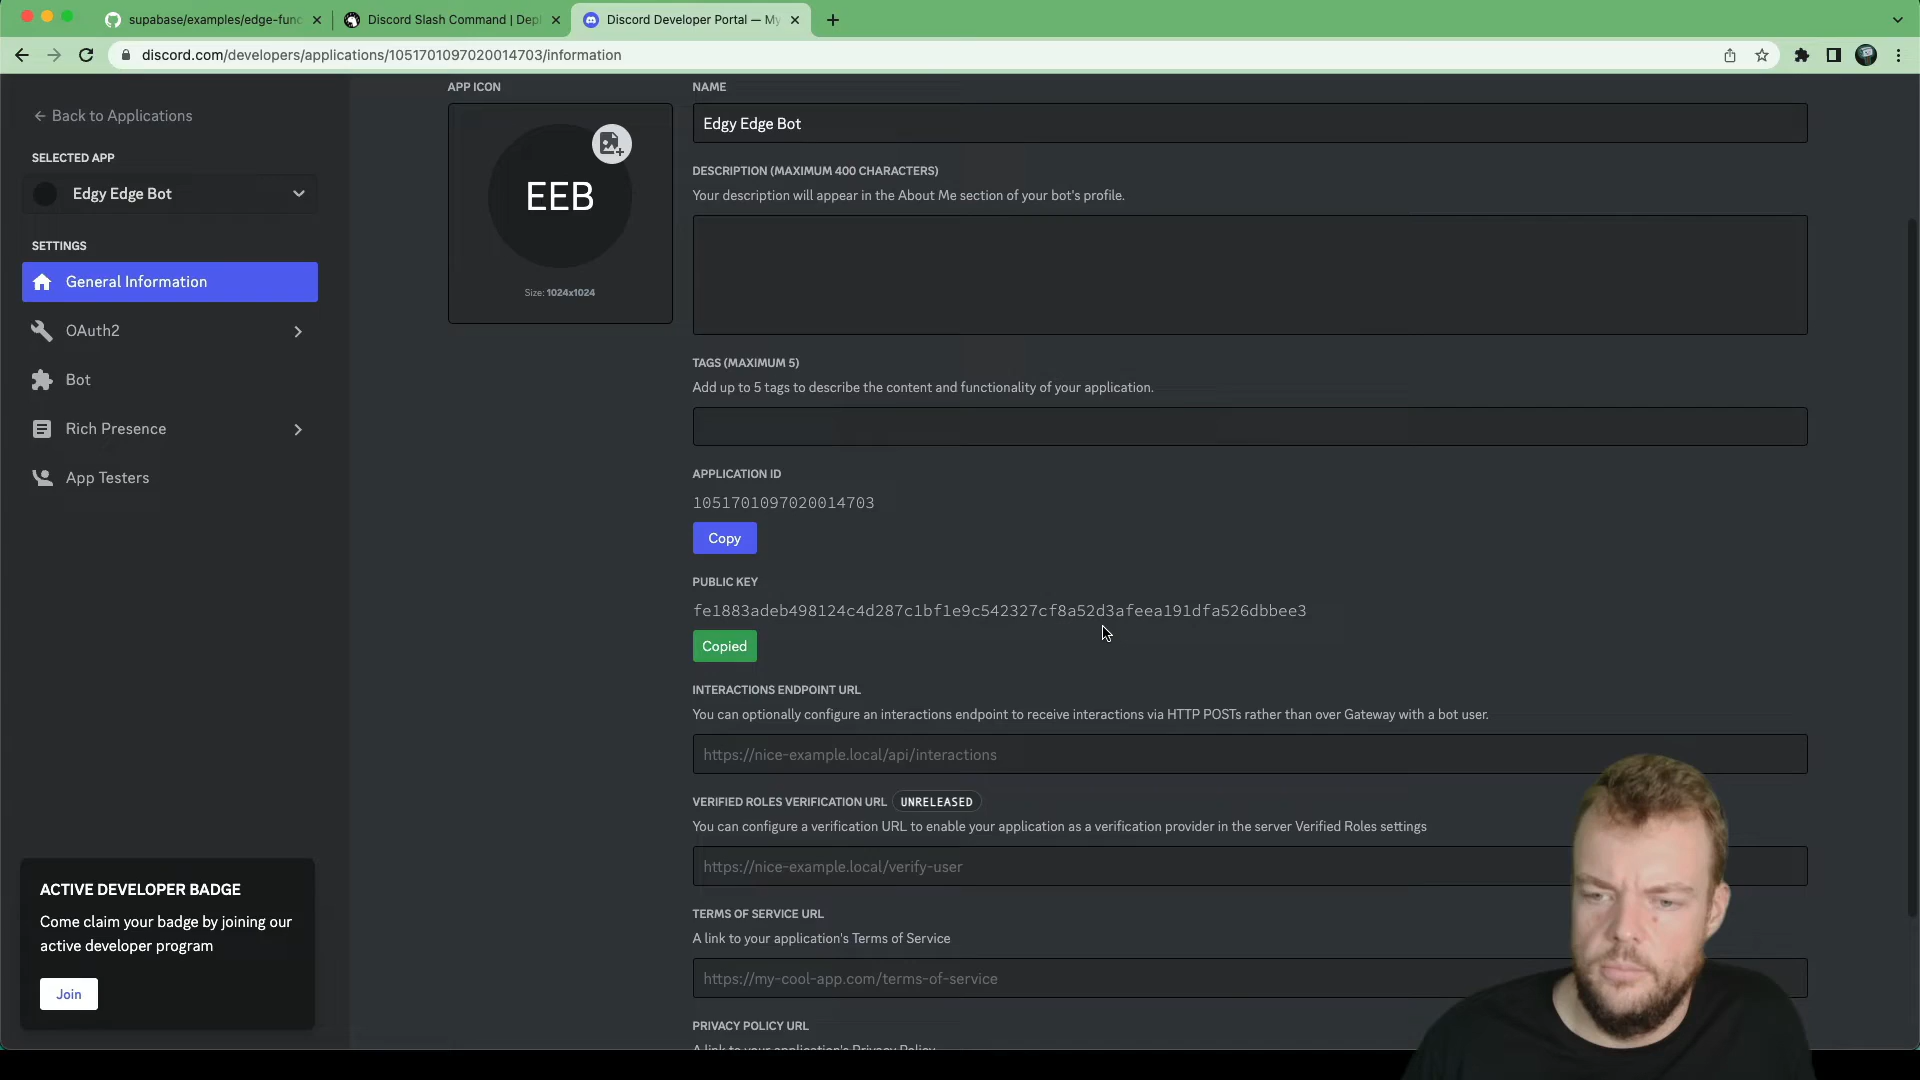 supabase/examples/edge-func
Discord Slash Command | Depl
Discord Developer Portal — My
discord.com/developers/applications/1051701097020014703/information
Back to Applications
SELECTED APP
Edgy Edge Bot
SETTINGS
General Information
OAuth2
Bot
Rich Presence
App Testers
ACTIVE DEVELOPER BADGE
Come claim your badge by joining our
active developer program
Join
APP ICON
EEB
Size: 1024x1024
NAME
Edgy Edge Bot
DESCRIPTION (MAXIMUM 400 CHARACTERS)
Your description will appear in the About Me section of your bot's profile.
TAGS (MAXIMUM 5)
Add up to 5 tags to describe the content and functionality of your application.
APPLICATION ID
1051701097020014703
Copy
PUBLIC KEY
fe1883adeb498124c4d287c1bf1e9c542327cf8a52d3afeea191dfa526dbbee3
Copied
INTERACTIONS ENDPOINT URL
You can optionally configure an interactions endpoint to receive interactions via HTTP POSTs rather than over Gateway with a bot user.
https://nice-example.local/api/interactions
VERIFIED ROLES VERIFICATION URL UNRELEASED
You can configure a verification URL to enable your application as a verification provider in the server Verified Roles settings
https://nice-example.local/verify-user
TERMS OF SERVICE URL
A link to your application's Terms of Service
https://my-cool-app.com/terms-of-service
PRIVACY POLICY URL
A link to your application's Privacy Policy